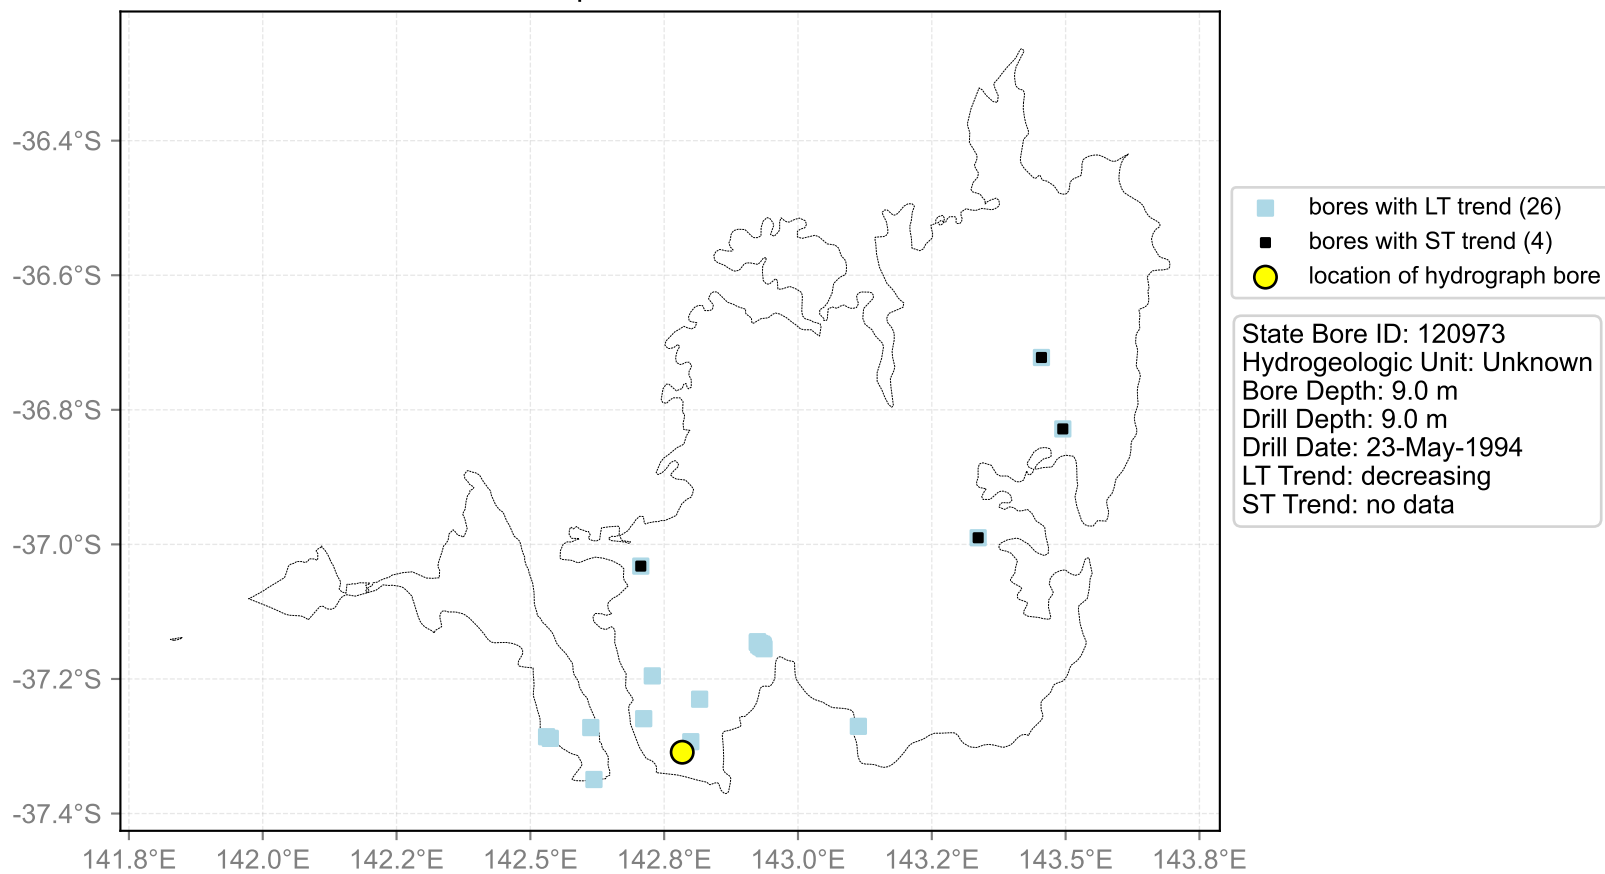 -36.4°S
-36.6°S
-36.8°S
-37.0°S
-37.2°S
-37.4°S
141.8°E 142.0°E 142.2°E 142.5°E 142.8°E 143.0°E 143.2°E 143.5°E 143.8°E
bores with LT trend (26)
bores with ST trend (4)
location of hydrograph bore
State Bore ID: 120973
Hydrogeologic Unit: Unknown
Bore Depth: 9.0 m
Drill Depth: 9.0 m
Drill Date: 23-May-1994
LT Trend: decreasing
ST Trend: no data